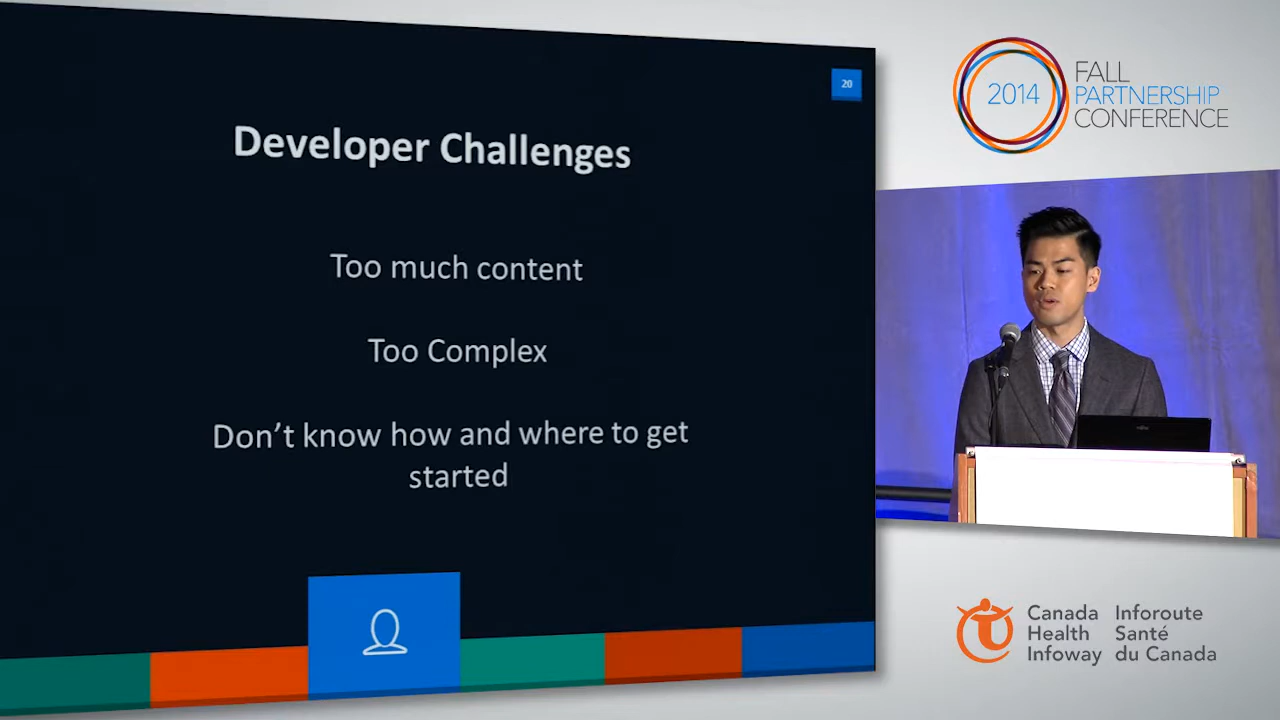 20
Developer Challenges
Too much content
Too Complex
Don't know how and where to get
started
2014
FALL
PARTNERSHIP
CONFERENCE
Canada
Health
Infoway
Inforoute
Santé
du Canada